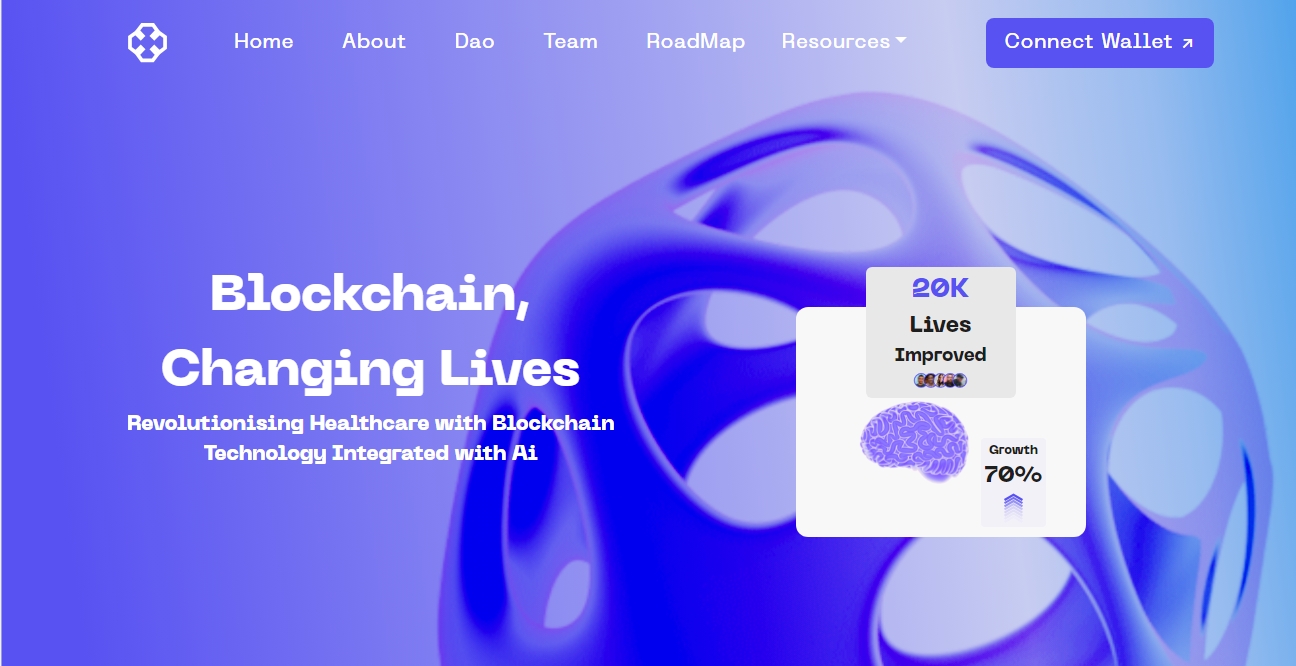 Home About Dao Team RoadMap Resources Connect Wallet
Blockchain,
Changing Lives
Revolutionising Healthcare with Blockchain
Technology Integrated with Ai
20K
Lives
Improved
Growth
70%